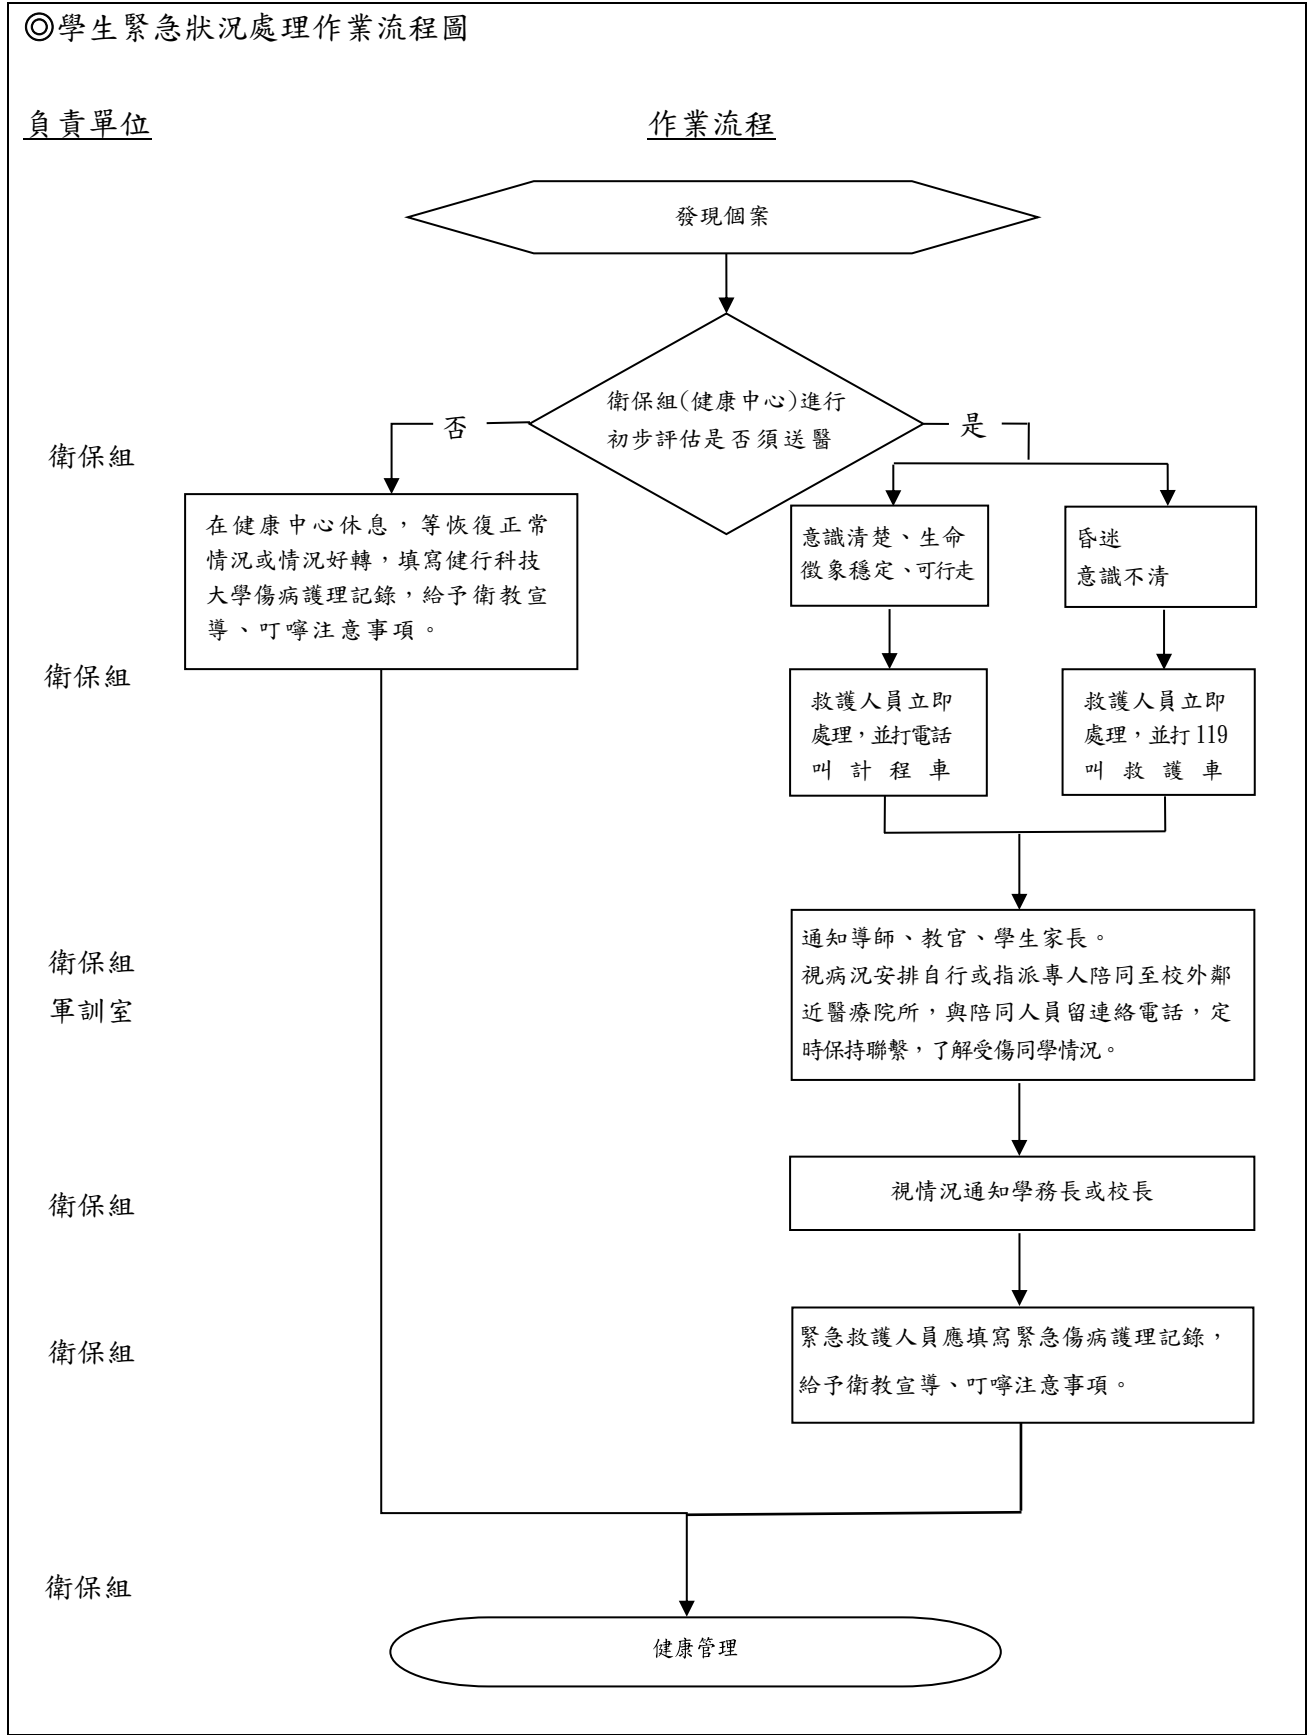 ◎學生緊急狀況處理作業流程圖
負責單位
作業流程
發現個案
衛保組(健康中心)進行
初步評估是否須送醫
否
是
衛保組
在健康中心休息，等恢復正常
情況或情況好轉，填寫健行科技
大學傷病護理記錄，給予衛教宣
導、叮嚀注意事項。
意識清楚、生命
徵象穩定、可行走
昏迷
意識不清
衛保組
救護人員立即
處理，並打電話
叫計程車
救護人員立即
處理，並打119
叫救護車
衛保組
軍訓室
通知導師、教官、學生家長。
視病況安排自行或指派專人陪同至校外鄰
近醫療院所，與陪同人員留連絡電話，定
時保持聯繫，了解受傷同學情況。
衛保組
視情況通知學務長或校長
衛保組
緊急救護人員應填寫緊急傷病護理記錄，
給予衛教宣導、叮嚀注意事項。
衛保組
健康管理